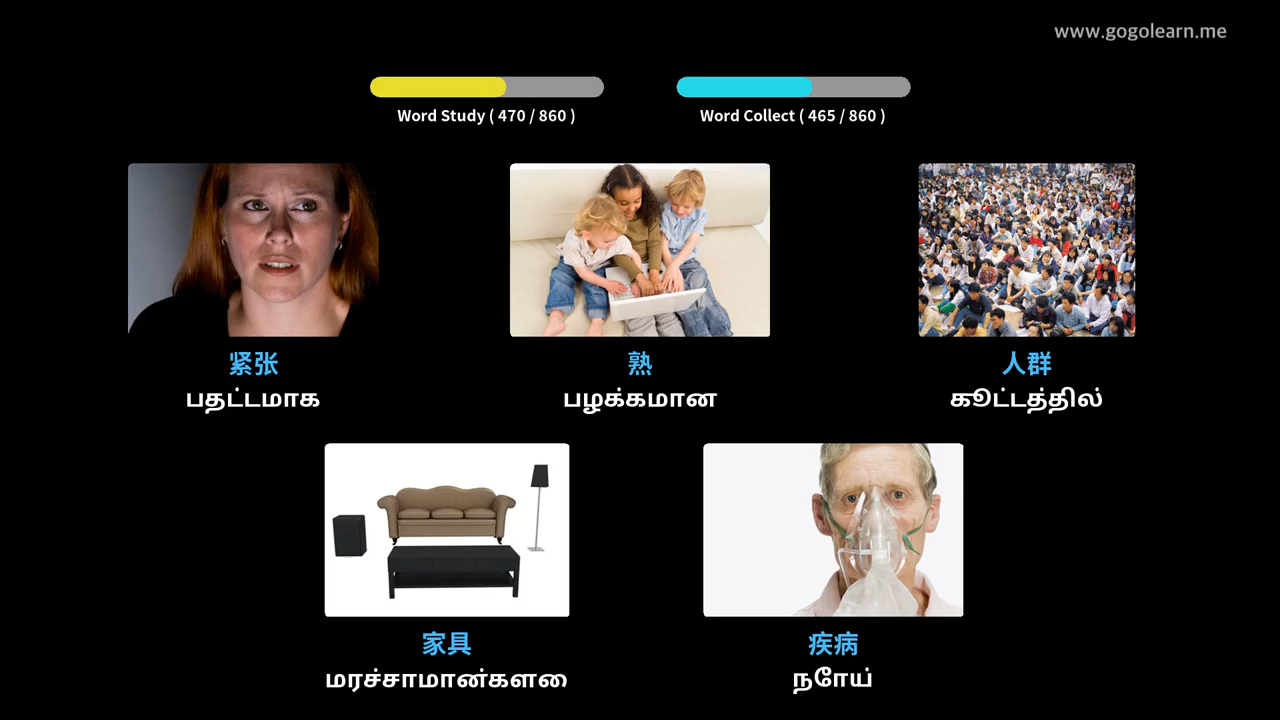 www.gogolearn.me
Word Study ( 470 / 860 )
Word Collect ( 465 / 860 )
紧张
பதட்டமாக
熟
பழக்கமான
人群
கூட்டத்தில்
家具
மரச்சாமான்களை
疾病
நோய்